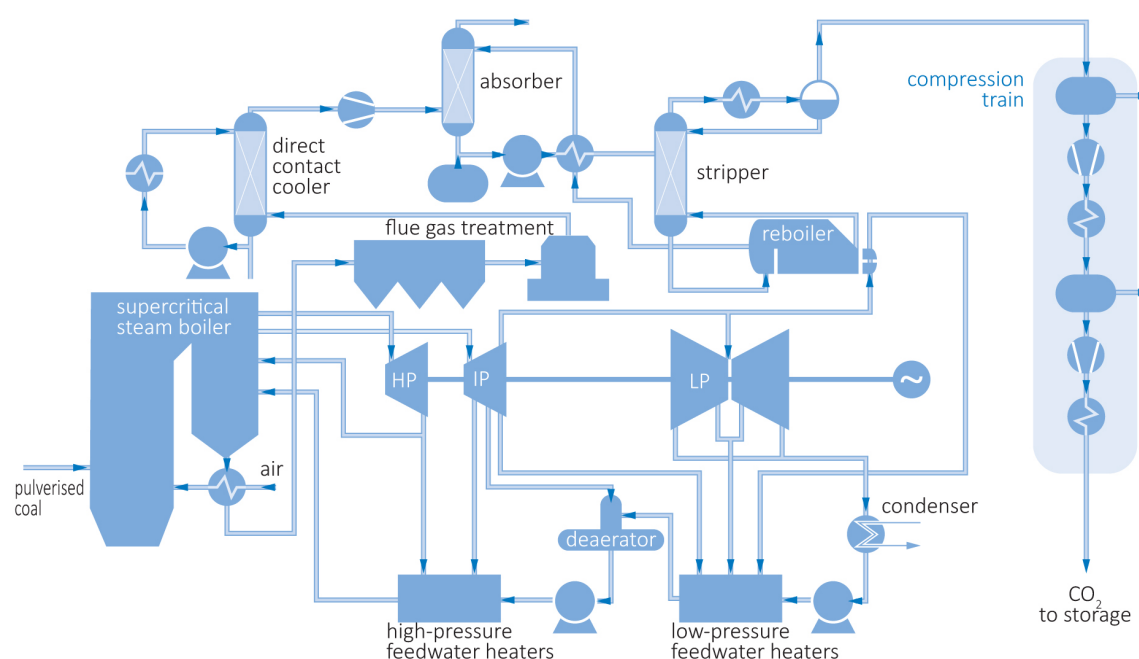 absorber
compression
train
direct
contact
cooler
stripper
flue gas treatment
reboiler
supercritical
steam boiler
HP
IP
LP
~
air
pulverised
coal
condenser
deaerator
CO2
to storage
high-pressure
feedwater heaters
low-pressure
feedwater heaters